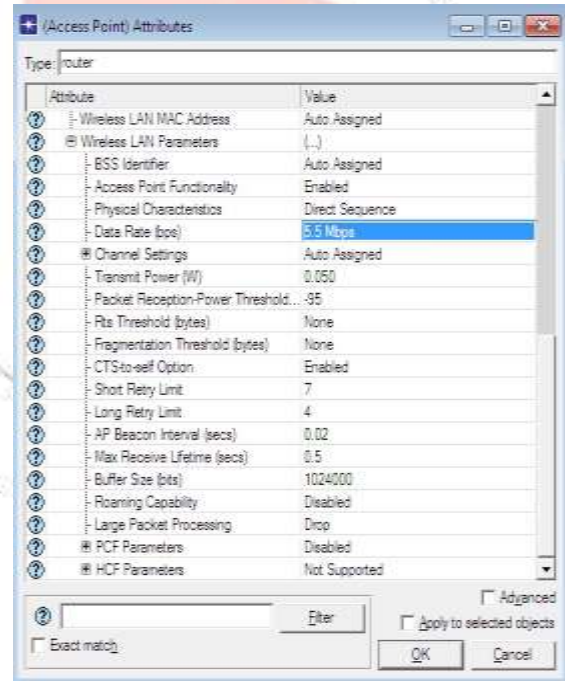 (Access Point) Attributes
Type: router
Attribute Value
Wireless LAN MAC Address Auto Assigned
Wireless LAN Parameters (...)
BSS Identifier Auto Assigned
Access Point Functionality Enabled
Physical Characteristics Direct Sequence
Data Rate (bps) 5.5 Mbps
Channel Settings Auto Assigned
Transmit Power (W) 0.050
Packet Reception-Power Threshold... -95
Rts Threshold (bytes) None
Fragmentation Threshold (bytes) None
CTS-to-self Option Enabled
Short Retry Limit 7
Long Retry Limit 4
AP Beacon Interval (secs) 0.02
Max Receive Lifetime (secs) 0.5
Buffer Size (bits) 1024000
Roaming Capability Disabled
Large Packet Processing Drop
PCF Parameters Disabled
HCF Parameters Not Supported
Advanced
Filter
Apply to selected objects
Exact match
OK Cancel